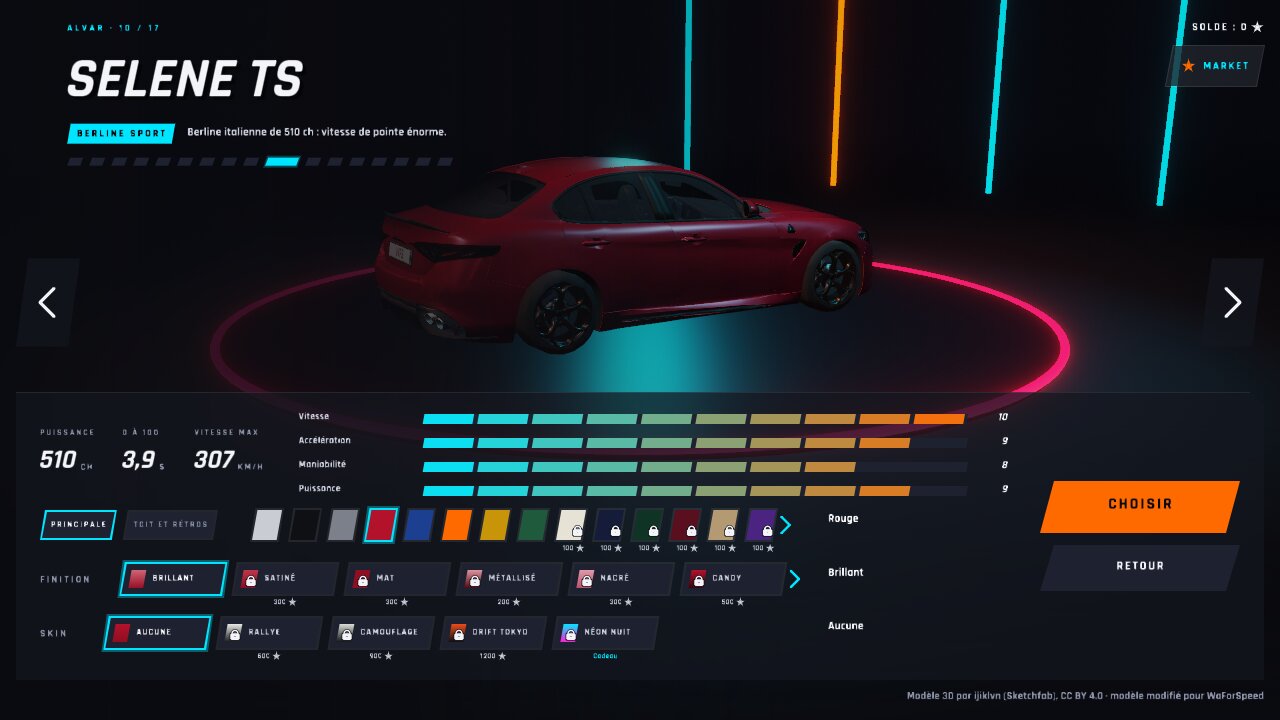 ALVAR · 10 / 17
SOLDE : 0 ★
SELENE TS
★ MARKET
BERLINE SPORT
Berline italienne de 510 ch : vitesse de pointe énorme.
PUISSANCE
510 CH
0 À 100
3,9 S
VITESSE MAX
307 KM/H
Vitesse 10
Accélération 9
Maniabilité 8
Puissance 9
CHOISIR
RETOUR
PRINCIPALE
TOIT ET RÉTROS
Rouge
100 ★ 100 ★ 100 ★ 100 ★ 100 ★ 100 ★
FINITION
BRILLANT
SATINÉ
MAT
MÉTALLISÉ
NACRÉ
CANDY
Brillant
300 ★ 300 ★ 200 ★ 300 ★ 500 ★
SKIN
AUCUNE
RALLYE
CAMOUFLAGE
DRIFT TOKYO
NÉON NUIT
Aucune
600 ★ 900 ★ 1200 ★ Cadeau
Modèle 3D par ijiklvn (Sketchfab), CC BY 4.0 · modèle modifié pour WaForSpeed